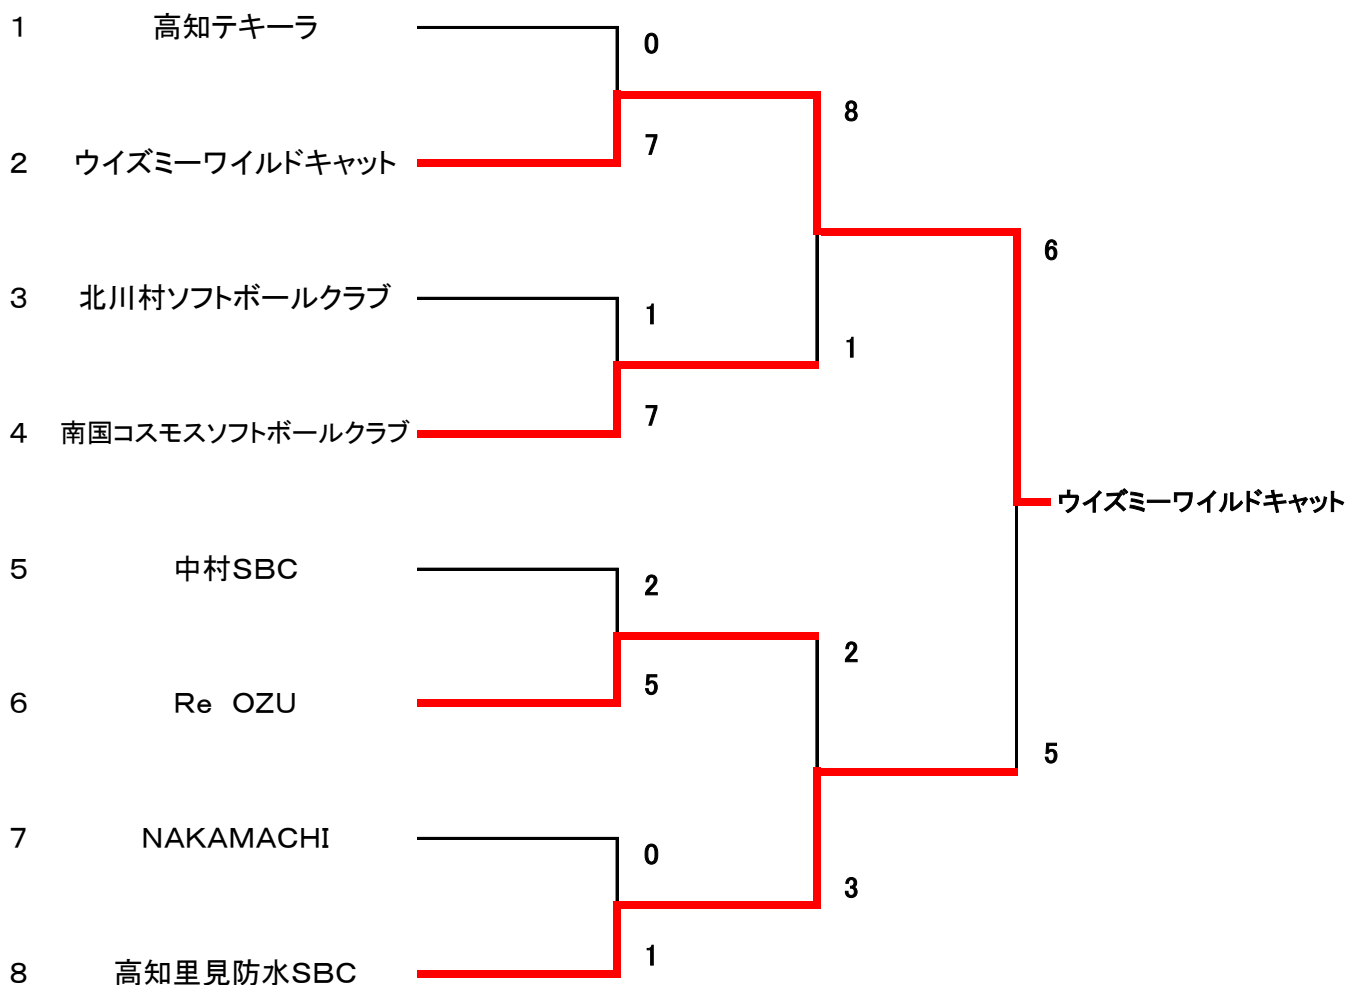 1 高知テキーラ
0
8
7
2 ウイズミーワイルドキャット
6
3 北川村ソフトボールクラブ
1
1
7
4 南国コスモスソフトボールクラブ
ウイズミーワイルドキャット
5 中村SBC
2
2
5
6 Re OZU
5
7 NAKAMACHI
0
3
1
8 高知里見防水SBC